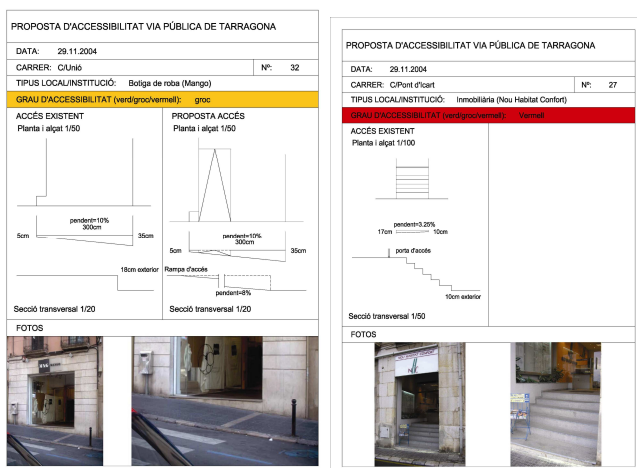 PROPOSTA D'ACCESSIBILITAT VIA PÚBLICA DE TARRAGONA
DATA: 29.11.2004
CARRER: C/Unió Nº: 32
TIPUS LOCAL/INSTITUCIÓ: Botiga de roba (Mango)
GRAU D'ACCESSIBILITAT (verd/groc/vermell): groc
ACCÉS EXISTENT
Planta i alçat 1/50
pendent=10%
300cm
5cm 35cm
18cm exterior
Secció transversal 1/20
PROPOSTA ACCÉS
Planta i alçat 1/50
pendent=10%
300cm
5cm 35cm
Rampa d'accés
pendent=8%
Secció transversal 1/20
FOTOS
PROPOSTA D'ACCESSIBILITAT VIA PÚBLICA DE TARRAGONA
DATA: 29.11.2004
CARRER: C/Pont d'Icart Nº: 27
TIPUS LOCAL/INSTITUCIÓ: Inmobiliària (Nou Habitat Confort)
GRAU D'ACCESSIBILITAT (verd/groc/vermell): Vermell
ACCÉS EXISTENT
Planta i alçat 1/100
pendent=3.25%
17cm 10cm
porta d'accés
10cm exterior
Secció transversal 1/50
FOTOS